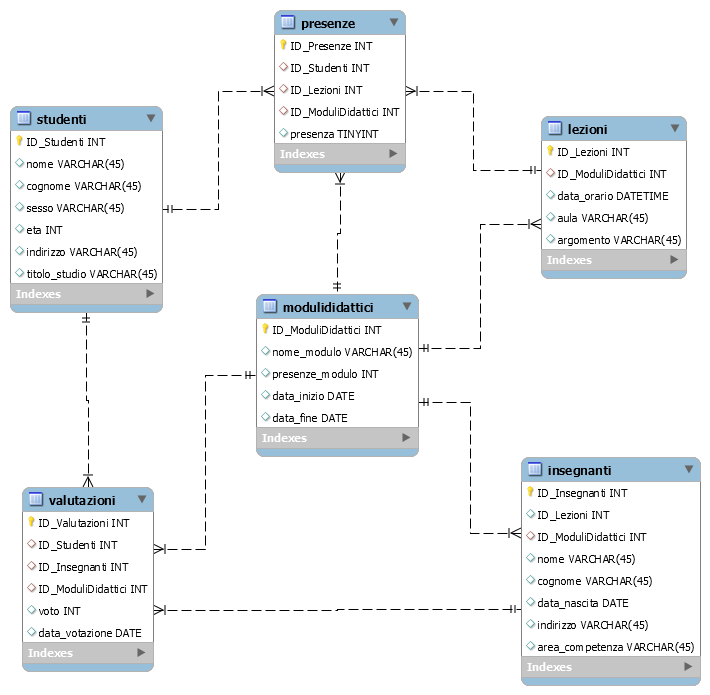 presenze
ID_Presenze INT
ID_Studenti INT
ID_Lezioni INT
ID_ModuliDidattici INT
presenza TINYINT
Indexes
studenti
ID_Studenti INT
nome VARCHAR(45)
cognome VARCHAR(45)
sesso VARCHAR(45)
eta INT
indirizzo VARCHAR(45)
titolo_studio VARCHAR(45)
Indexes
lezioni
ID_Lezioni INT
ID_ModuliDidattici INT
data_orario DATETIME
aula VARCHAR(45)
argomento VARCHAR(45)
Indexes
modulididattici
ID_ModuliDidattici INT
nome_modulo VARCHAR(45)
presenze_modulo INT
data_inizio DATE
data_fine DATE
Indexes
valutazioni
ID_Valutazioni INT
ID_Studenti INT
ID_Insegnanti INT
ID_ModuliDidattici INT
voto INT
data_votazione DATE
Indexes
insegnanti
ID_Insegnanti INT
ID_Lezioni INT
ID_ModuliDidattici INT
nome VARCHAR(45)
cognome VARCHAR(45)
data_nascita DATE
indirizzo VARCHAR(45)
area_competenza VARCHAR(45)
Indexes